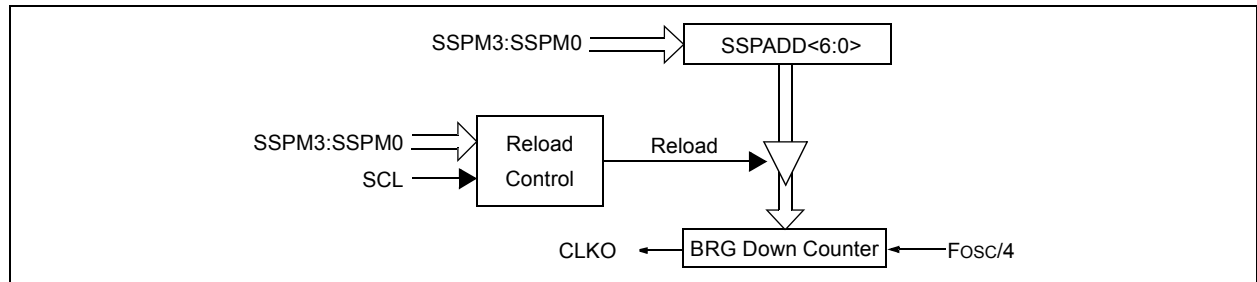 SSPM3:SSPM0
SSPADD<6:0>
SSPM3:SSPM0
SCL
Reload
Control
Reload
CLKO
BRG Down Counter
FOSC/4